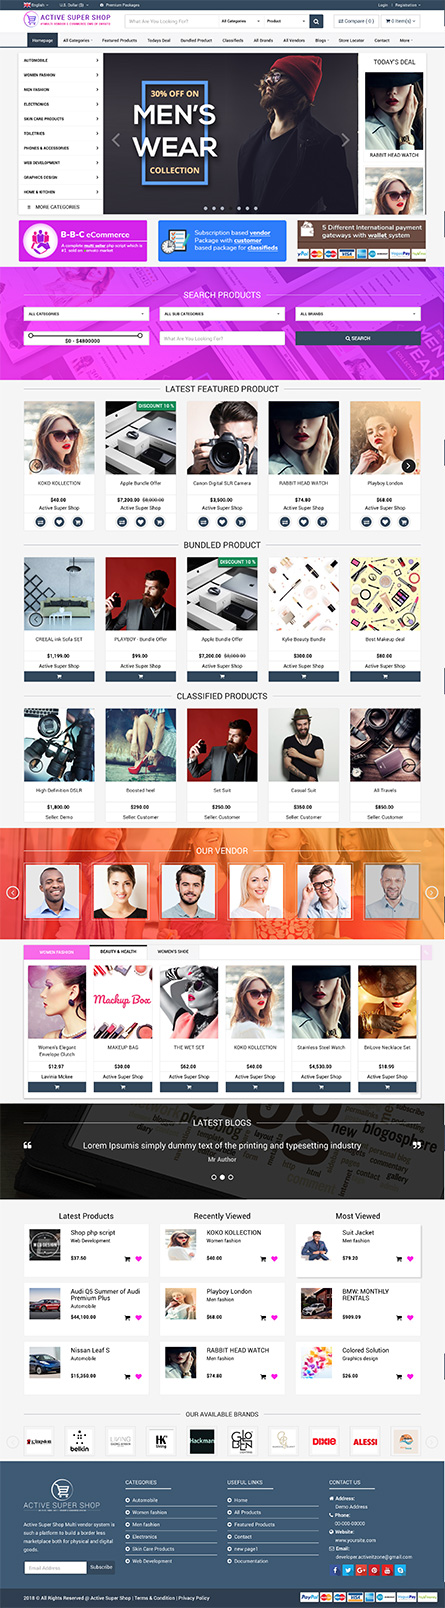 English
U.S. Dollar ($)
Premium Packages
Login
Registration
ACTIVE SUPER SHOP
What Are You Looking For?
All Categories
Product
Compare ( 0 )
0 Item(s)
Homepage
All Categories
Featured Products
Todays Deal
Bundled Product
Classifieds
All Brands
All Vendors
Blogs
Store Locator
Contact
More
AUTOMOBILE
WOMEN FASHION
MEN FASHION
ELECTRONICS
SKIN CARE PRODUCTS
TOILETRIES
PHONES & ACCESSORIES
WEB DEVELOPMENT
GRAPHICS DESIGN
HOME & KITCHEN
MORE CATEGORIES
30% OFF ON
MEN'S
WEAR
COLLECTION
TODAY'S DEAL
RABBIT HEAD WATCH
B-B-C eCommerce
A complete multi seller php script which is
#1 sold on envato market
Subscription based vendor
Package with customer
based package for classifieds
5 Different International payment
gateways with wallet system
SEARCH PRODUCTS
ALL CATEGORIES
ALL SUB CATEGORIES
ALL BRANDS
$0 - $4800000
What Are You Looking For?
SEARCH
LATEST FEATURED PRODUCT
DISCOUNT 10 %
KOKO KOLLECTION
Apple Bundle Offer
Canon Digital SLR Camera
RABBIT HEAD WATCH
Playboy London
$40.00
$7,200.00 $8,000.00
$3,500.00
$74.80
$68.00
Active Super Shop
Active Super Shop
Active Super Shop
Active Super Shop
Active Super Shop
BUNDLED PRODUCT
DISCOUNT 10 %
CREEAL HK Sofa SET
PLAYBOY - Bundle Offer
Apple Bundle Offer
Kylie Beauty Bundle
Best Makeup deal
$1,199.00
$99.00
$7,200.00 $8,000.00
$300.00
$80.00
Active Super Shop
Active Super Shop
Active Super Shop
Active Super Shop
Active Super Shop
CLASSIFIED PRODUCTS
High Definition DSLR
Boosted heel
Set Suit
Casual Suit
All Travels
$1,800.00
$290.00
$250.00
$350.00
$850.00
Seller: Demo
Seller: Customer
Seller: Customer
Seller: Customer
Seller: Customer
OUR VENDOR
WOMEN FASHION
BEAUTY & HEALTH
WOMEN'S SHOE
Mackup Box
Women's Elegant
Envelope Clutch
MAKEUP BAG
THE WET SET
KOKO KOLLECTION
Stainless Steel Watch
BnLove Necklace Set
$12.97
$30.00
$62.00
$40.00
$4,530.00
$18.99
Lavinia Mckee
Active Super Shop
Active Super Shop
Active Super Shop
Active Super Shop
Active Super Shop
LATEST BLOGS
Lorem Ipsumis simply dummy text of the printing and typesetting industry
Mr Author
Latest Products
Recently Viewed
Most Viewed
Shop php script
Web Development
$37.50
KOKO KOLLECTION
Women fashion
$40.00
Suit Jacket
Men fashion
$79.20
Audi Q5 Summer of Audi
Premium Plus
Automobile
$44,100.00
Playboy London
Men fashion
$68.00
BMW: MONTHLY
RENTALS
$909.09
Nissan Leaf S
Automobile
$15,350.00
RABBIT HEAD WATCH
Men fashion
$74.80
Colored Solution
Graphics design
$26.00
OUR AVAILABLE BRANDS
belkin
LIVING
HK
Hackman
DIXIE
ALESSI
ACTIVE SUPER SHOP
Active Super Shop Multi vendor system is
such a platform to build a border less
marketplace both for physical and digital
goods.
Email Address
Subscribe
CATEGORIES
Automobile
Women fashion
Men fashion
Electronics
Skin Care Products
Web Development
USEFUL LINKS
Home
All Products
Featured Products
Contact
new page1
Documentation
CONTACT US
Address:
Demo Address
Phone:
00-000-00000
Website:
www.yoursite.com
Email:
developer.activeitzone@gmail.com
2018 © All Rights Reserved @ Active Super Shop | Terms & Condition | Privacy Policy